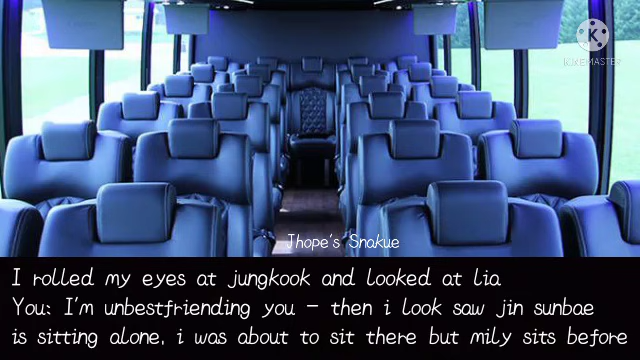 K
KINEMASTER
Jhope's Snakue
I rolled my eyes at jungkook and looked at lia
You: I'm unbestfriending you - then i look saw jin sunbae
is sitting alone, i was about to sit there but mily sits before